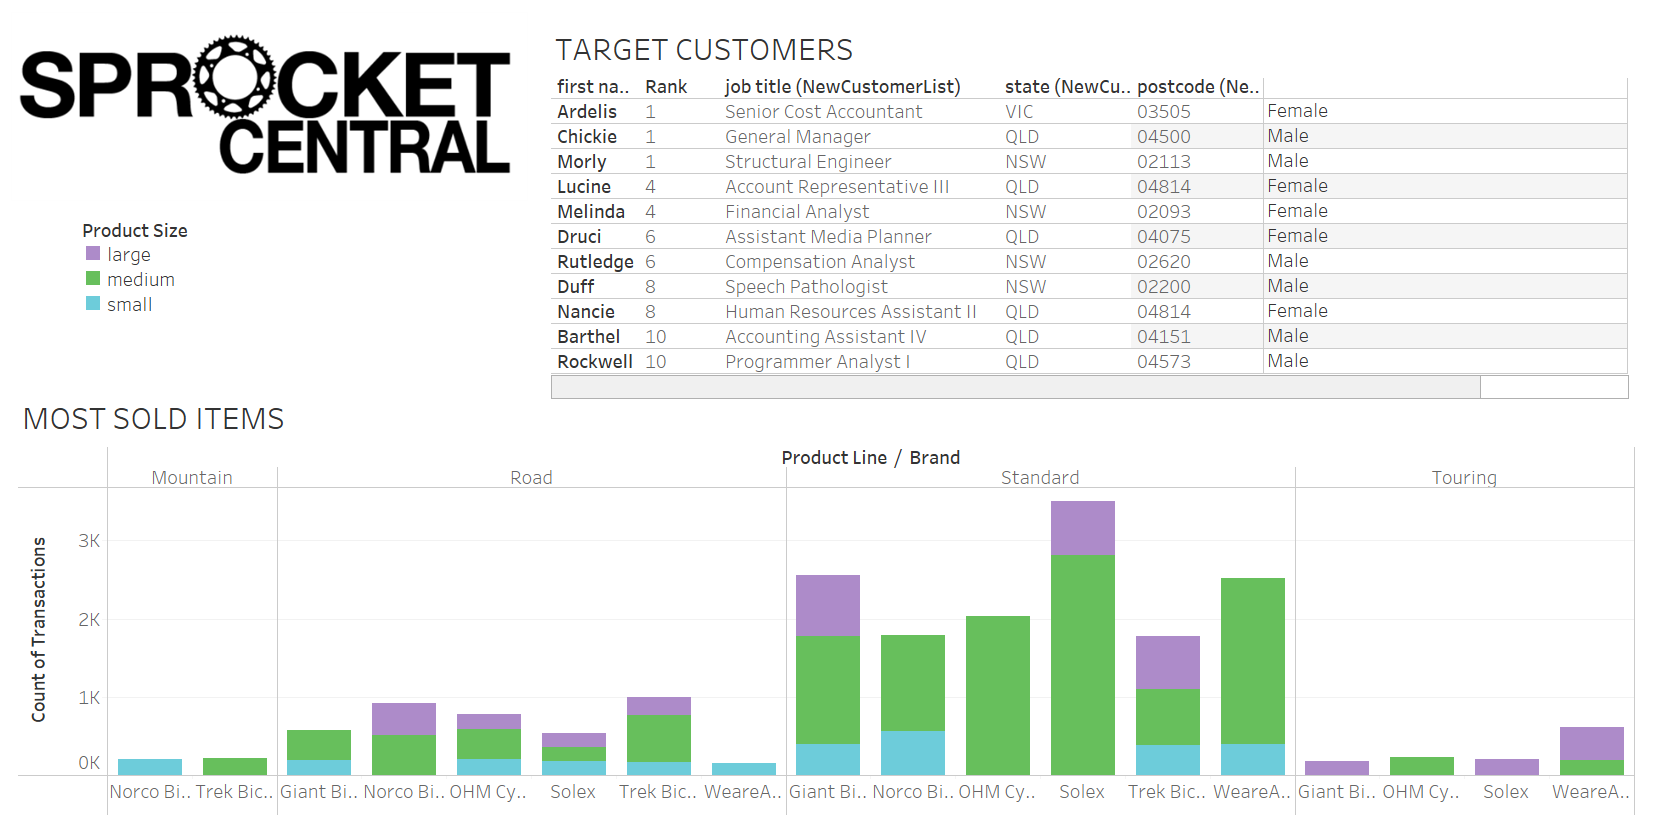 SPROCKET
CENTRAL
Product Size
large
medium
small
TARGET CUSTOMERS
first na.. Rank job title (NewCustomerList) state (NewCu.. postcode (Ne..
Ardelis 1 Senior Cost Accountant VIC 03505 Female
Chickie 1 General Manager QLD 04500 Male
Morly 1 Structural Engineer NSW 02113 Male
Lucine 4 Account Representative III QLD 04814 Female
Melinda 4 Financial Analyst NSW 02093 Female
Druci 6 Assistant Media Planner QLD 04075 Female
Rutledge 6 Compensation Analyst NSW 02620 Male
Duff 8 Speech Pathologist NSW 02200 Male
Nancie 8 Human Resources Assistant II QLD 04814 Female
Barthel 10 Accounting Assistant IV QLD 04151 Male
Rockwell 10 Programmer Analyst I QLD 04573 Male
MOST SOLD ITEMS
Product Line / Brand
Mountain Road Standard Touring
Count of Transactions
3K
2K
1K
0K
Norco Bi.. Trek Bic.. Giant Bi.. Norco Bi.. OHM Cy.. Solex Trek Bic.. WeareA.. Giant Bi.. Norco Bi.. OHM Cy.. Solex Trek Bic.. WeareA.. Giant Bi.. OHM Cy.. Solex WeareA..